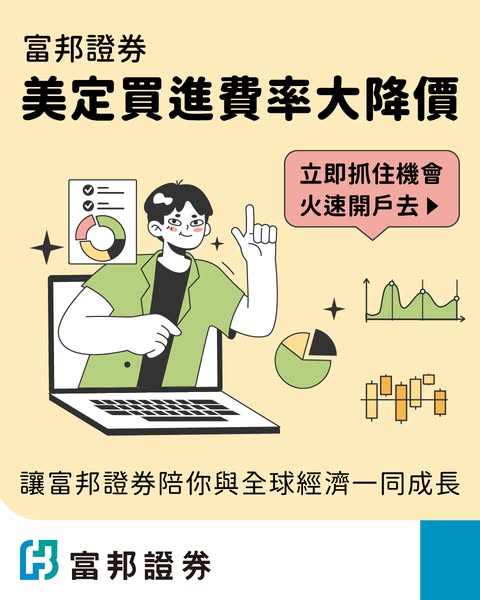 富邦證券
美定買進費率大降價
立即抓住機會
火速開戶去▶
讓富邦證券陪你與全球經濟一同成長
富邦證券